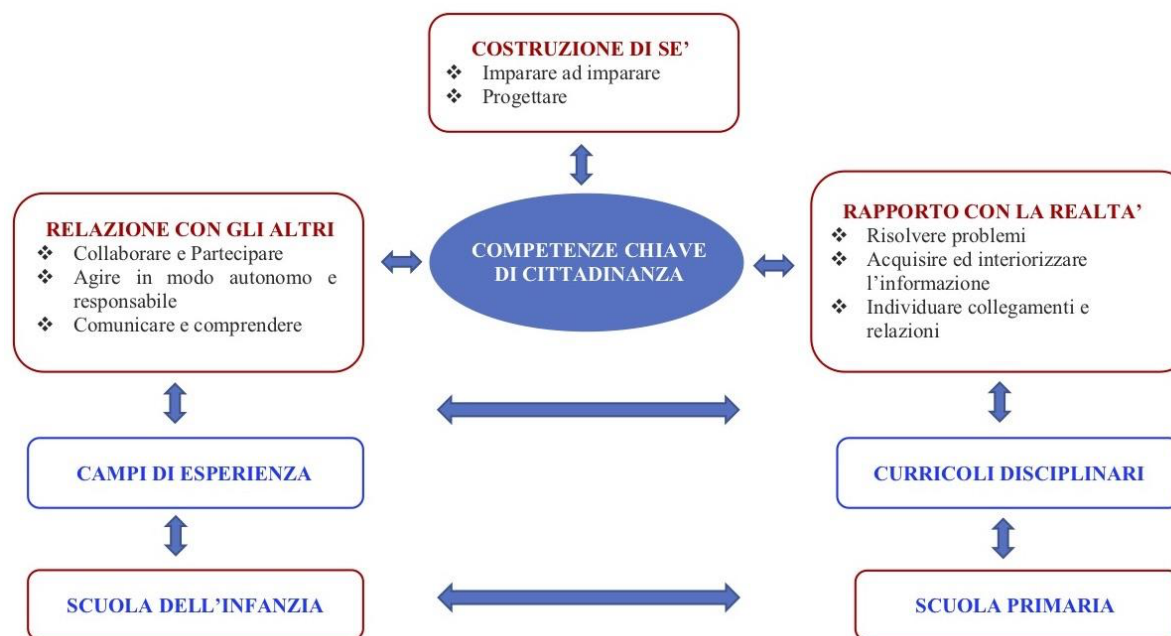 COSTRUZIONE DI SE’
❖ Imparare ad imparare
❖ Progettare
RELAZIONE CON GLI ALTRI
❖ Collaborare e Partecipare
❖ Agire in modo autonomo e
responsabile
❖ Comunicare e comprendere
COMPETENZE CHIAVE
DI CITTADINANZA
RAPPORTO CON LA REALTA’
❖ Risolvere problemi
❖ Acquisire ed interiorizzare
l’informazione
❖ Individuare collegamenti e
relazioni
CAMPI DI ESPERIENZA
CURRICOLI DISCIPLINARI
SCUOLA DELL’INFANZIA
SCUOLA PRIMARIA